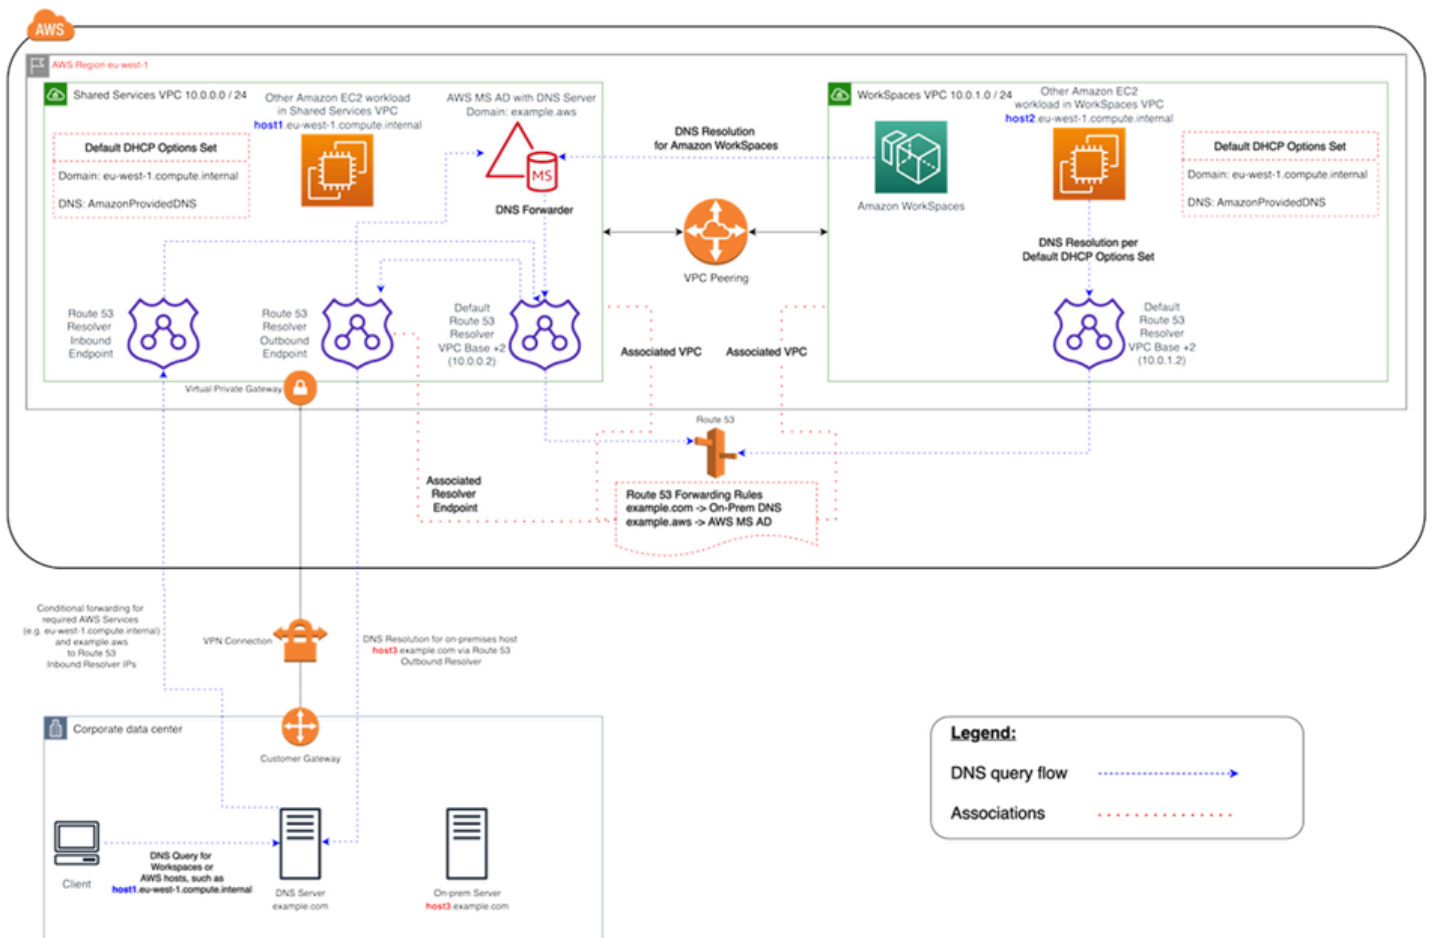 AWS
AWS Region eu-west-1
Shared Services VPC 10.0.0.0 / 24
Other Amazon EC2 workload
in Shared Services VPC
host1.eu-west-1.compute.internal
AWS MS AD with DNS Server
Domain: example.aws
MS
DNS Forwarder
Default DHCP Options Set
Domain: eu-west-1.compute.internal
DNS: AmazonProvidedDNS
DNS Resolution
for Amazon WorkSpaces
VPC Peering
WorkSpaces VPC 10.0.1.0 / 24
Other Amazon EC2
workload in WorkSpaces VPC
host2.eu-west-1.compute.internal
Amazon WorkSpaces
Default DHCP Options Set
Domain: eu-west-1.compute.internal
DNS: AmazonProvidedDNS
DNS Resolution per
Default DHCP Options Set
Route 53
Resolver
Inbound
Endpoint
Route 53
Resolver
Outbound
Endpoint
Default
Route 53
Resolver
VPC Base +2
(10.0.0.2)
Associated VPC
Associated VPC
Default
Route 53
Resolver
VPC Base +2
(10.0.1.2)
Virtual Private Gateway
Route 53
Associated
Resolver
Endpoint
Route 53 Forwarding Rules
example.com -> On-Prem DNS
example.aws -> AWS MS AD
Conditional forwarding for
required AWS Services
(e.g. eu-west-1.compute.internal)
and example.aws
to Route 53
Inbound Resolver IPs
VPN Connection
DNS Resolution for on-premises host
host3.example.com via Route 53
Outbound Resolver
Corporate data center
Customer Gateway
Client
DNS Query for
Workspaces or
AWS hosts, such as
host1.eu-west-1.compute.internal
DNS Server
example.com
On-prem Server
host3.example.com
Legend:
DNS query flow
Associations